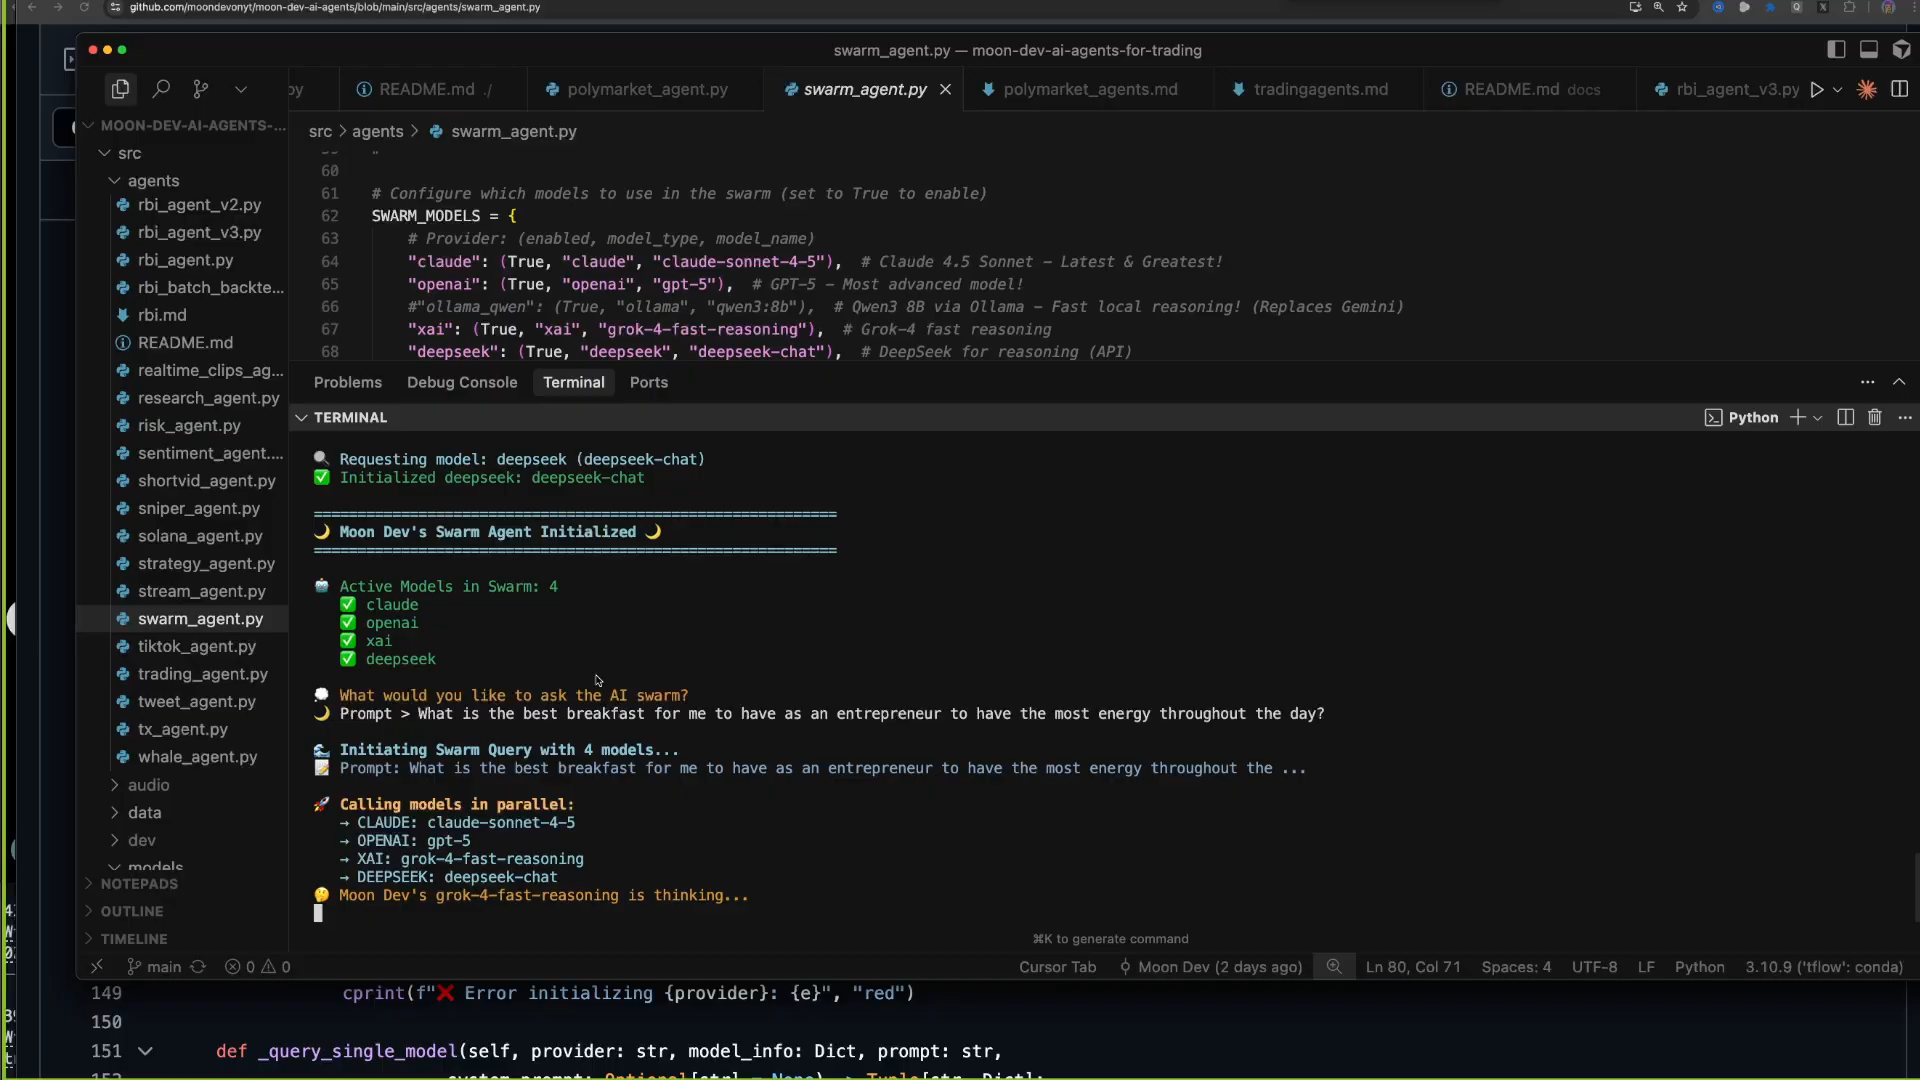 github.com/moondevonyt/moon-dev-ai-agents/blob/main/src/agents/swarm_agent.py
swarm_agent.py — moon-dev-ai-agents-for-trading
README.md ./
polymarket_agent.py
swarm_agent.py
polymarket_agents.md
tradingagents.md
README.md docs
rbi_agent_v3.py
MOON-DEV-AI-AGENTS-...
src
agents
rbi_agent_v2.py
rbi_agent_v3.py
rbi_agent.py
rbi_batch_backte...
rbi.md
README.md
realtime_clips_ag...
research_agent.py
risk_agent.py
sentiment_agent....
shortvid_agent.py
sniper_agent.py
solana_agent.py
strategy_agent.py
stream_agent.py
swarm_agent.py
tiktok_agent.py
trading_agent.py
tweet_agent.py
tx_agent.py
whale_agent.py
audio
data
dev
models
NOTEPADS
OUTLINE
TIMELINE
src > agents > swarm_agent.py
60
61 # Configure which models to use in the swarm (set to True to enable)
62 SWARM_MODELS = {
63 # Provider: (enabled, model_type, model_name)
64 "claude": (True, "claude", "claude-sonnet-4-5"), # Claude 4.5 Sonnet - Latest & Greatest!
65 "openai": (True, "openai", "gpt-5"), # GPT-5 - Most advanced model!
66 #"ollama_qwen": (True, "ollama", "qwen3:8b"), # Qwen3 8B via Ollama - Fast local reasoning! (Replaces Gemini)
67 "xai": (True, "xai", "grok-4-fast-reasoning"), # Grok-4 fast reasoning
68 "deepseek": (True, "deepseek", "deepseek-chat"), # DeepSeek for reasoning (API)
Problems Debug Console Terminal Ports
TERMINAL
Python
🔍 Requesting model: deepseek (deepseek-chat)
✅ Initialized deepseek: deepseek-chat
============================================================
🌙 Moon Dev's Swarm Agent Initialized 🌙
============================================================
🤖 Active Models in Swarm: 4
✅ claude
✅ openai
✅ xai
✅ deepseek
💭 What would you like to ask the AI swarm?
🌙 Prompt > What is the best breakfast for me to have as an entrepreneur to have the most energy throughout the day?
🌊 Initiating Swarm Query with 4 models...
📝 Prompt: What is the best breakfast for me to have as an entrepreneur to have the most energy throughout the ...
🚀 Calling models in parallel:
→ CLAUDE: claude-sonnet-4-5
→ OPENAI: gpt-5
→ XAI: grok-4-fast-reasoning
→ DEEPSEEK: deepseek-chat
🤔 Moon Dev's grok-4-fast-reasoning is thinking...
⌘K to generate command
main 0 0
Cursor Tab Moon Dev (2 days ago) Ln 80, Col 71 Spaces: 4 UTF-8 LF Python 3.10.9 ('tflow': conda)
149 cprint(f"❌ Error initializing {provider}: {e}", "red")
150
151 def _query_single_model(self, provider: str, model_info: Dict, prompt: str,